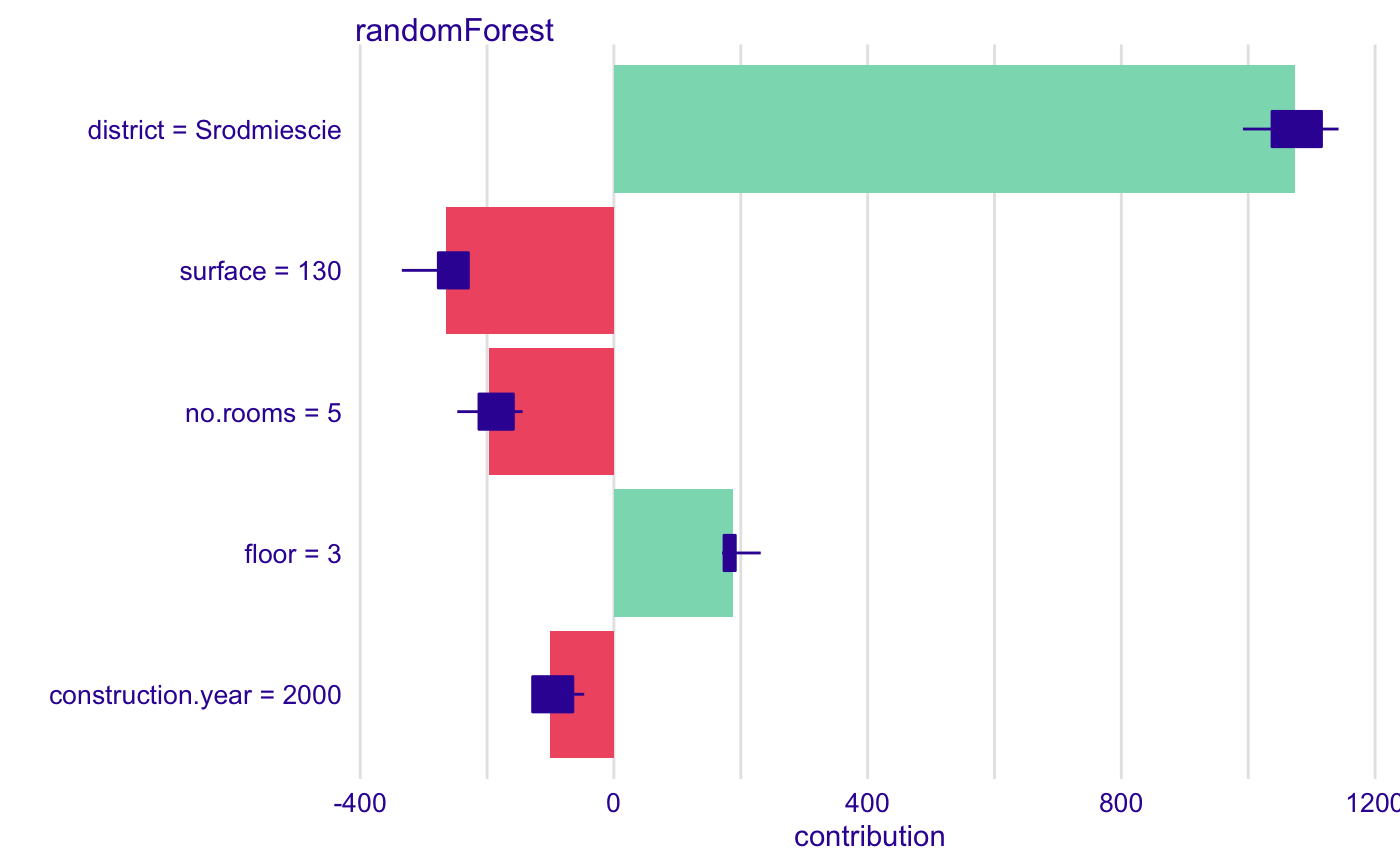 randomForest
district = Srodmiescie
surface = 130
no.rooms = 5
floor = 3
construction.year = 2000
-400 0 400 800 1200
contribution